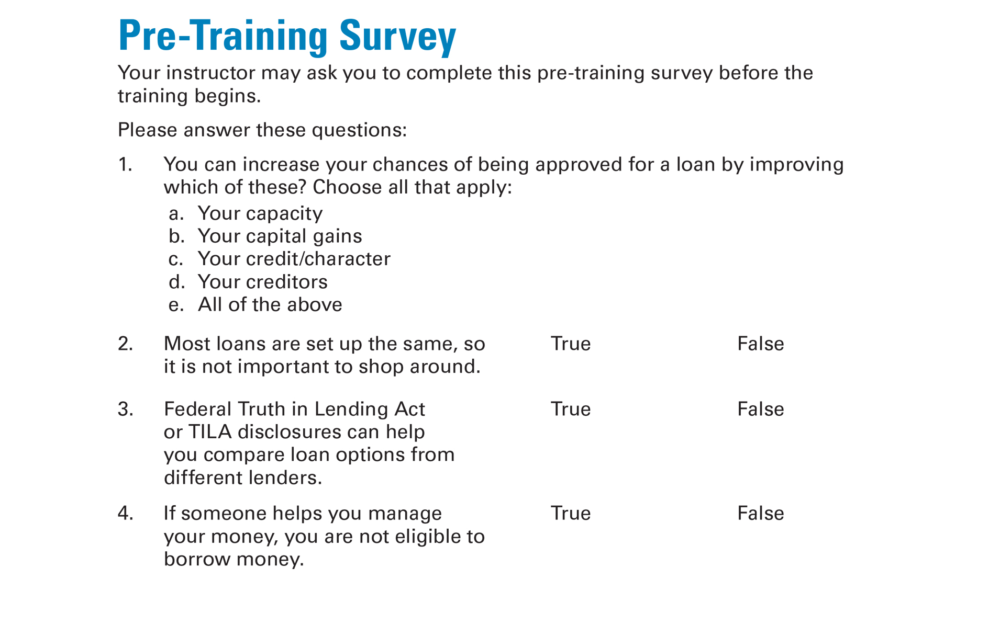 Pre-Training Survey
Your instructor may ask you to complete this pre-training survey before the
training begins.
Please answer these questions:
1. You can increase your chances of being approved for a loan by improving
which of these? Choose all that apply:
a. Your capacity
b. Your capital gains
c. Your credit/character
d. Your creditors
e. All of the above
2. Most loans are set up the same, so True False
it is not important to shop around.
3. Federal Truth in Lending Act True False
or TILA disclosures can help
you compare loan options from
different lenders.
4. If someone helps you manage True False
your money, you are not eligible to
borrow money.